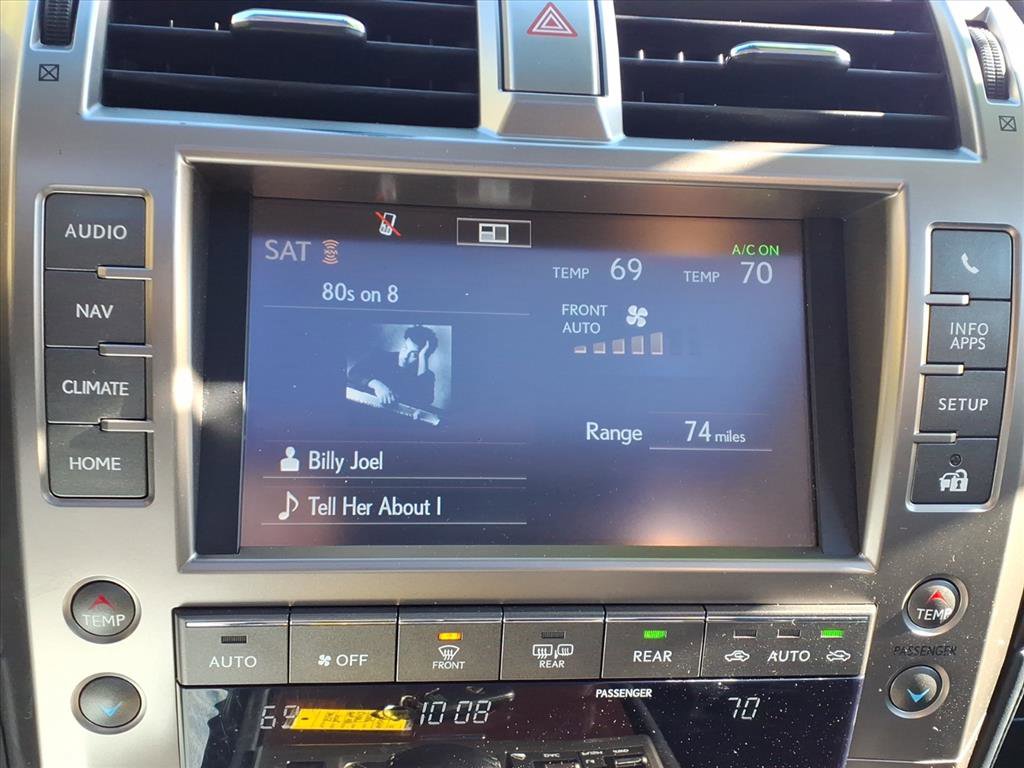 AUDIO
NAV
CLIMATE
HOME
SAT
80s on 8
Billy Joel
Tell Her About I
A/C ON
TEMP 69 TEMP 70
FRONT
AUTO
Range 74 miles
INFO
APPS
SETUP
TEMP
TEMP
PASSENGER
AUTO
OFF
FRONT
REAR
REAR
AUTO
PASSENGER
69 10 08 70